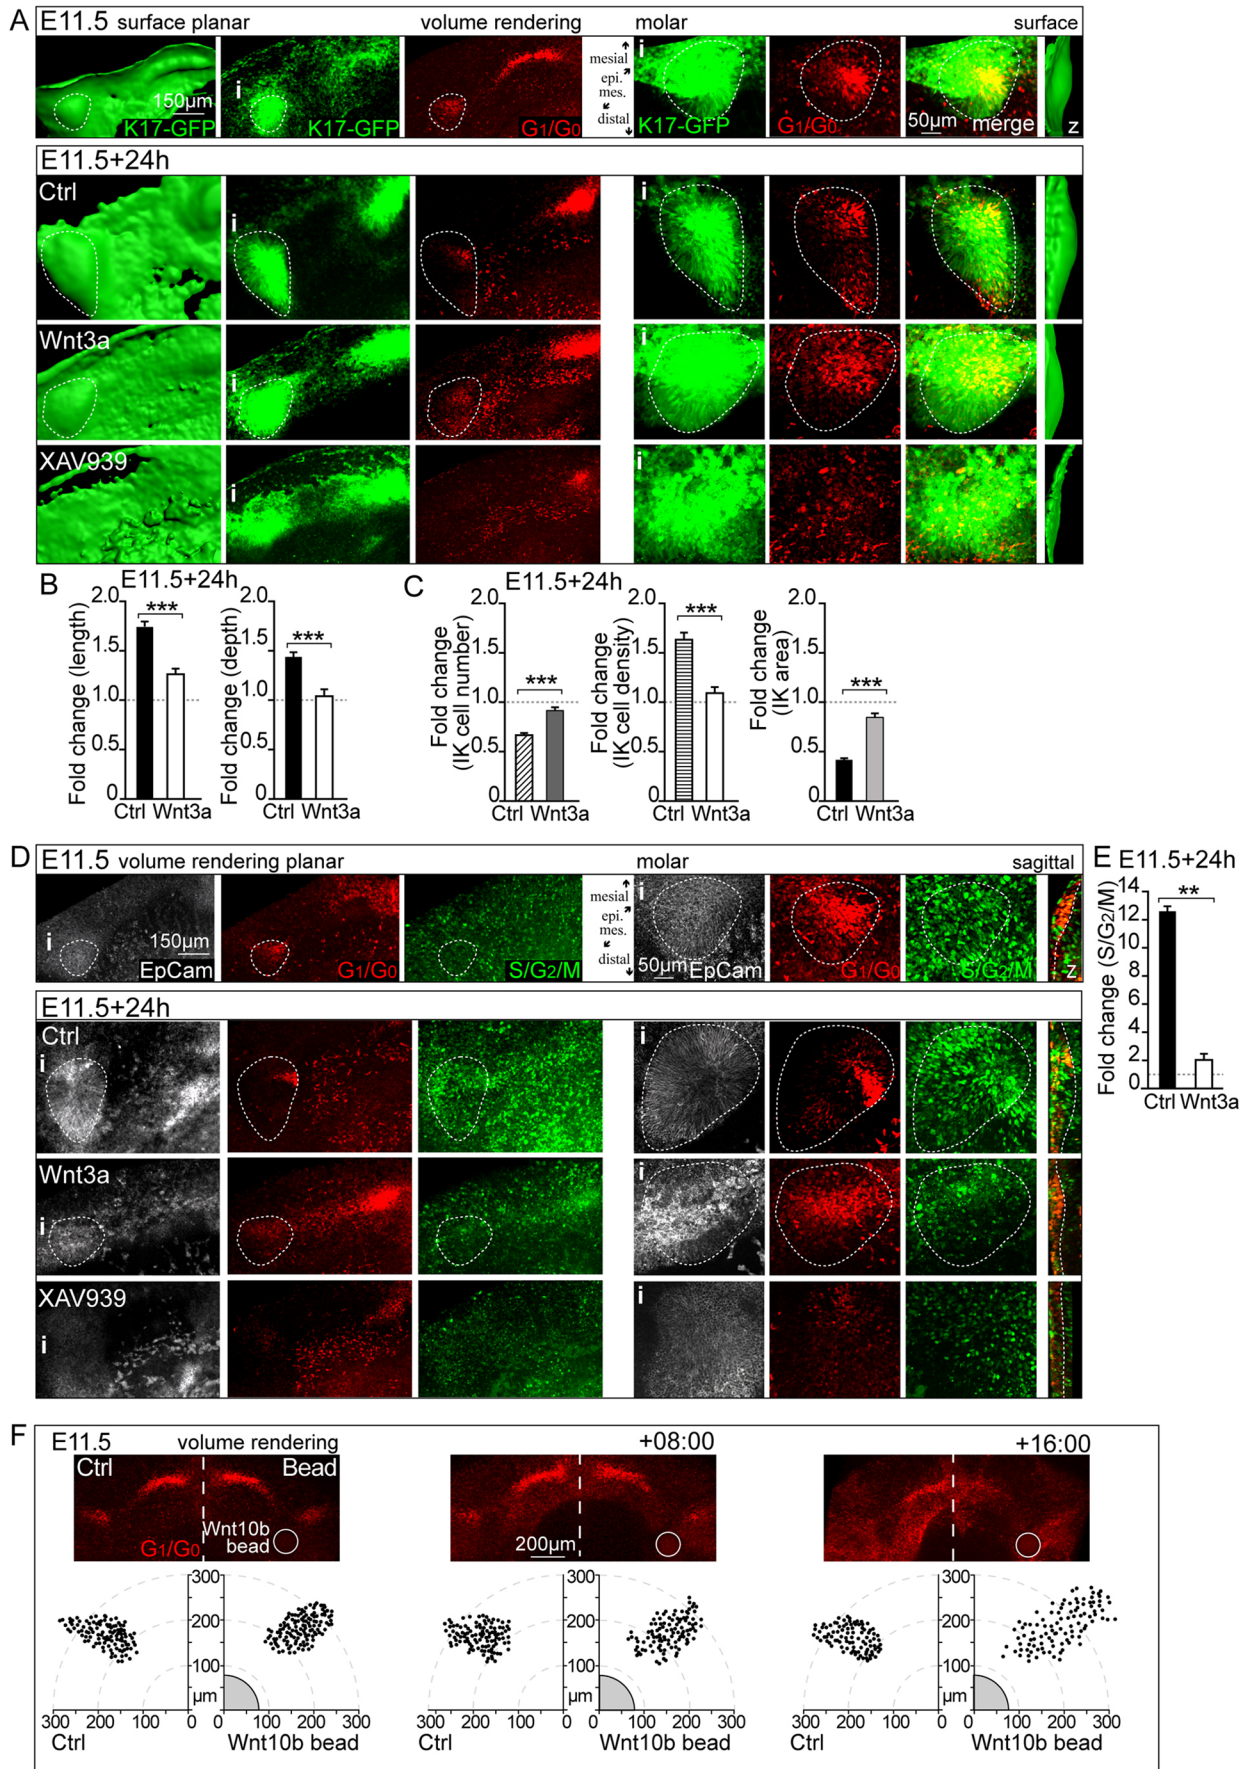 A E11.5 surface planar volume rendering molar surface
mesial
epi.
mes.
distal
i
i
150µm
50µm
K17-GFP K17-GFP G1/G0 K17-GFP G1/G0 merge z
E11.5+24h
Ctrl
i
i
Wnt3a
i
i
XAV939
i
i
B E11.5+24h
Fold change (length)
2.0
1.5
1.0
0.5
0
***
Ctrl Wnt3a
Fold change (depth)
2.0
1.5
1.0
0.5
0
***
Ctrl Wnt3a
C E11.5+24h
Fold change
(IK cell number)
2.0
1.5
1.0
0.5
0
***
Ctrl Wnt3a
Fold change
(IK cell density)
2.0
1.5
1.0
0.5
0
***
Ctrl Wnt3a
Fold change
(IK area)
2.0
1.5
1.0
0.5
0
***
Ctrl Wnt3a
D E11.5 volume rendering planar molar sagittal
mesial
epi.
mes.
distal
i
i
150µm
50µm
EpCam G1/G0 S/G2/M EpCam G1/G0 S/G2/M z
E11.5+24h
Ctrl
i
i
Wnt3a
i
i
XAV939
i
i
E E11.5+24h
Fold change (S/G2/M)
14
12
10
8
6
4
2
0
**
Ctrl Wnt3a
F E11.5 volume rendering +08:00 +16:00
Ctrl Bead
Wnt10b
bead
G1/G0
200µm
300
200
100
µm
300 200 100 0 0 100 200 300
Ctrl Wnt10b bead
300
200
100
µm
300 200 100 0 0 100 200 300
Ctrl Wnt10b bead
300
200
100
µm
300 200 100 0 0 100 200 300
Ctrl Wnt10b bead